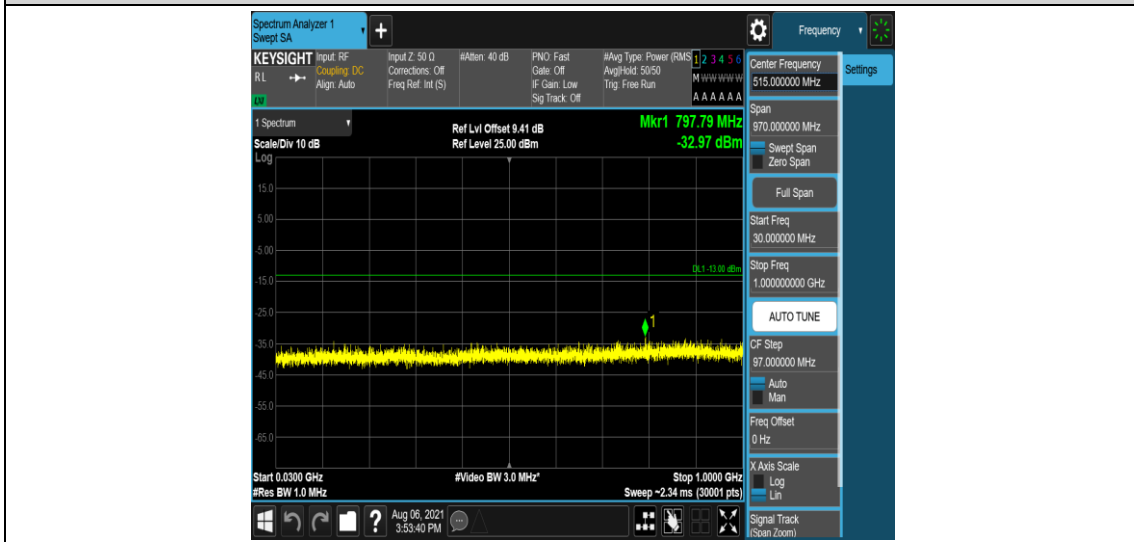 Spectrum Analyzer 1
Swept SA
+
Frequency
KEYSIGHT
RL
LXI
Input: RF
Coupling: DC
Align: Auto
Input Z: 50 Ω
Corrections: Off
Freq Ref: Int (S)
#Atten: 40 dB
PNO: Fast
Gate: Off
IF Gain: Low
Sig Track: Off
#Avg Type: Power (RMS
Avg|Hold: 50/50
Trig: Free Run
1 2 3 4 5 6
M W W W W W
A A A A A A
1 Spectrum
Scale/Div 10 dB
Ref Lvl Offset 9.41 dB
Ref Level 25.00 dBm
Mkr1 797.79 MHz
-32.97 dBm
Log
15.0
5.00
-5.00
DL1 -13.00 dBm
-15.0
-25.0
1
-35.0
-45.0
-55.0
-65.0
Start 0.0300 GHz
#Res BW 1.0 MHz
#Video BW 3.0 MHz*
Stop 1.0000 GHz
Sweep ~2.34 ms (30001 pts)
Center Frequency
515.000000 MHz
Settings
Span
970.000000 MHz
Swept Span
Zero Span
Full Span
Start Freq
30.000000 MHz
Stop Freq
1.000000000 GHz
AUTO TUNE
CF Step
97.000000 MHz
Auto
Man
Freq Offset
0 Hz
X Axis Scale
Log
Lin
Signal Track
(Span Zoom)
?
Aug 06, 2021
3:53:40 PM